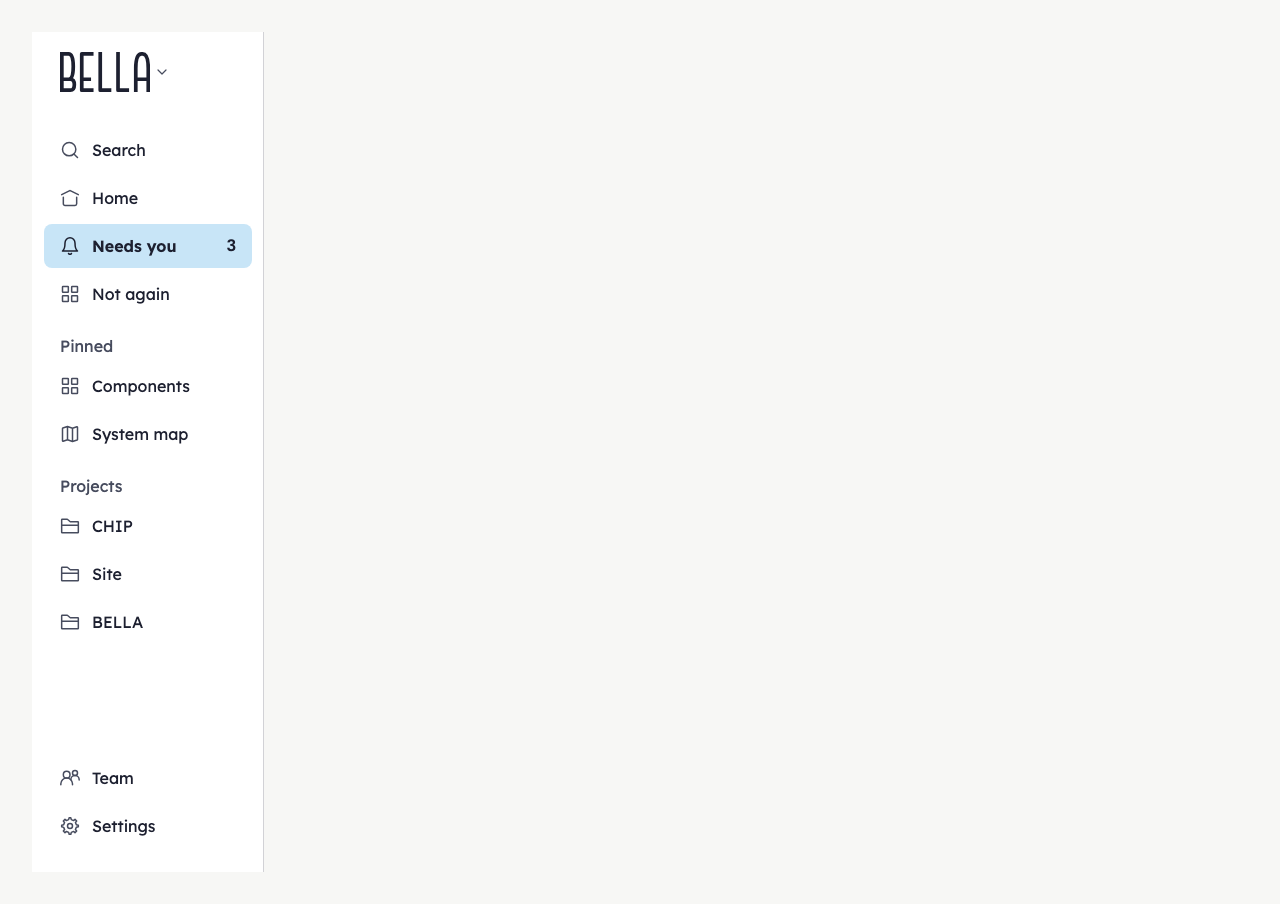 BELLA
Search
Home
Needs you 3
Not again
Pinned
Components
System map
Projects
CHIP
Site
BELLA
Team
Settings